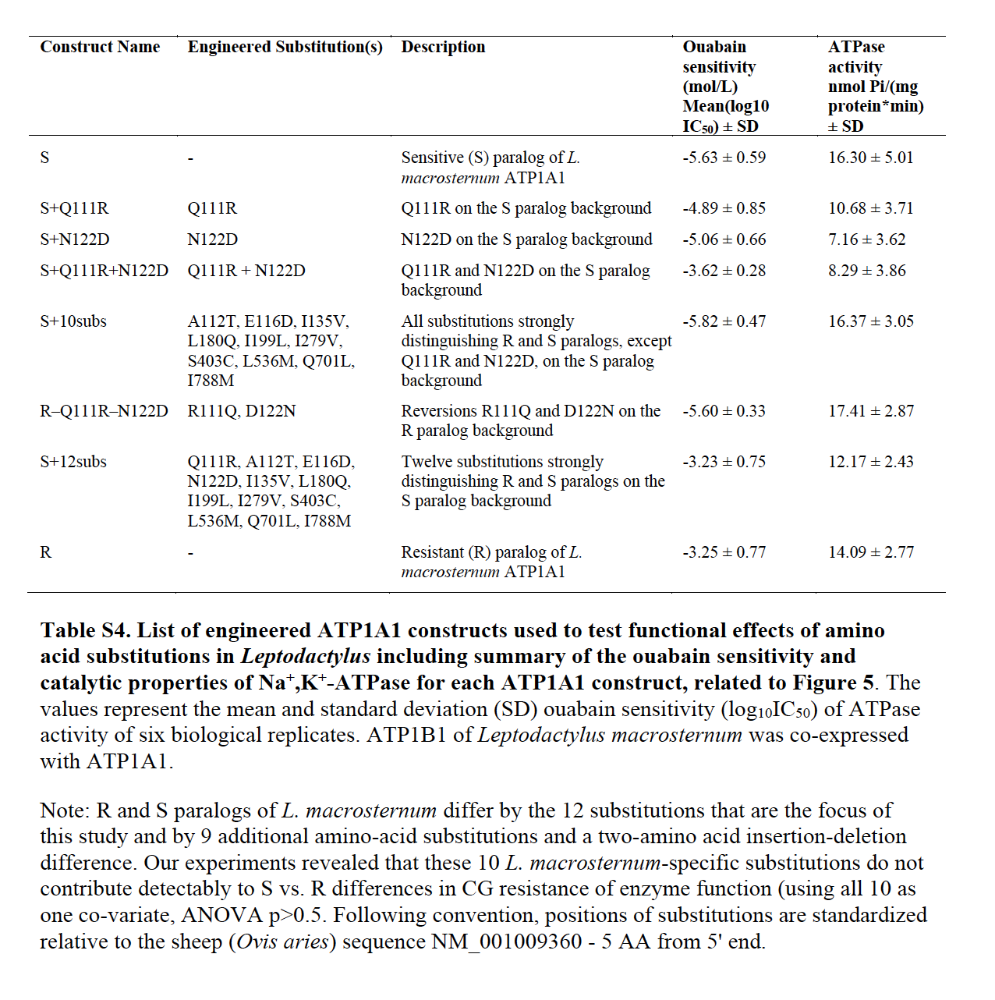 Construct Name Engineered Substitution(s) Description Ouabain sensitivity (mol/L) Mean(log10 IC50) ± SD ATPase activity nmol Pi/(mg protein*min) ± SD
S - Sensitive (S) paralog of L. macrosternum ATP1A1 -5.63 ± 0.59 16.30 ± 5.01
S+Q111R Q111R Q111R on the S paralog background -4.89 ± 0.85 10.68 ± 3.71
S+N122D N122D N122D on the S paralog background -5.06 ± 0.66 7.16 ± 3.62
S+Q111R+N122D Q111R + N122D Q111R and N122D on the S paralog background -3.62 ± 0.28 8.29 ± 3.86
S+10subs A112T, E116D, I135V, L180Q, I199L, I279V, S403C, L536M, Q701L, I788M All substitutions strongly distinguishing R and S paralogs, except Q111R and N122D, on the S paralog background -5.82 ± 0.47 16.37 ± 3.05
R–Q111R–N122D R111Q, D122N Reversions R111Q and D122N on the R paralog background -5.60 ± 0.33 17.41 ± 2.87
S+12subs Q111R, A112T, E116D, N122D, I135V, L180Q, I199L, I279V, S403C, L536M, Q701L, I788M Twelve substitutions strongly distinguishing R and S paralogs on the S paralog background -3.23 ± 0.75 12.17 ± 2.43
R - Resistant (R) paralog of L. macrosternum ATP1A1 -3.25 ± 0.77 14.09 ± 2.77
Table S4. List of engineered ATP1A1 constructs used to test functional effects of amino
acid substitutions in Leptodactylus including summary of the ouabain sensitivity and
catalytic properties of Na+,K+-ATPase for each ATP1A1 construct, related to Figure 5. The
values represent the mean and standard deviation (SD) ouabain sensitivity (log10IC50) of ATPase
activity of six biological replicates. ATP1B1 of Leptodactylus macrosternum was co-expressed
with ATP1A1.
Note: R and S paralogs of L. macrosternum differ by the 12 substitutions that are the focus of
this study and by 9 additional amino-acid substitutions and a two-amino acid insertion-deletion
difference. Our experiments revealed that these 10 L. macrosternum-specific substitutions do not
contribute detectably to S vs. R differences in CG resistance of enzyme function (using all 10 as
one co-variate, ANOVA p>0.5. Following convention, positions of substitutions are standardized
relative to the sheep (Ovis aries) sequence NM_001009360 - 5 AA from 5' end.